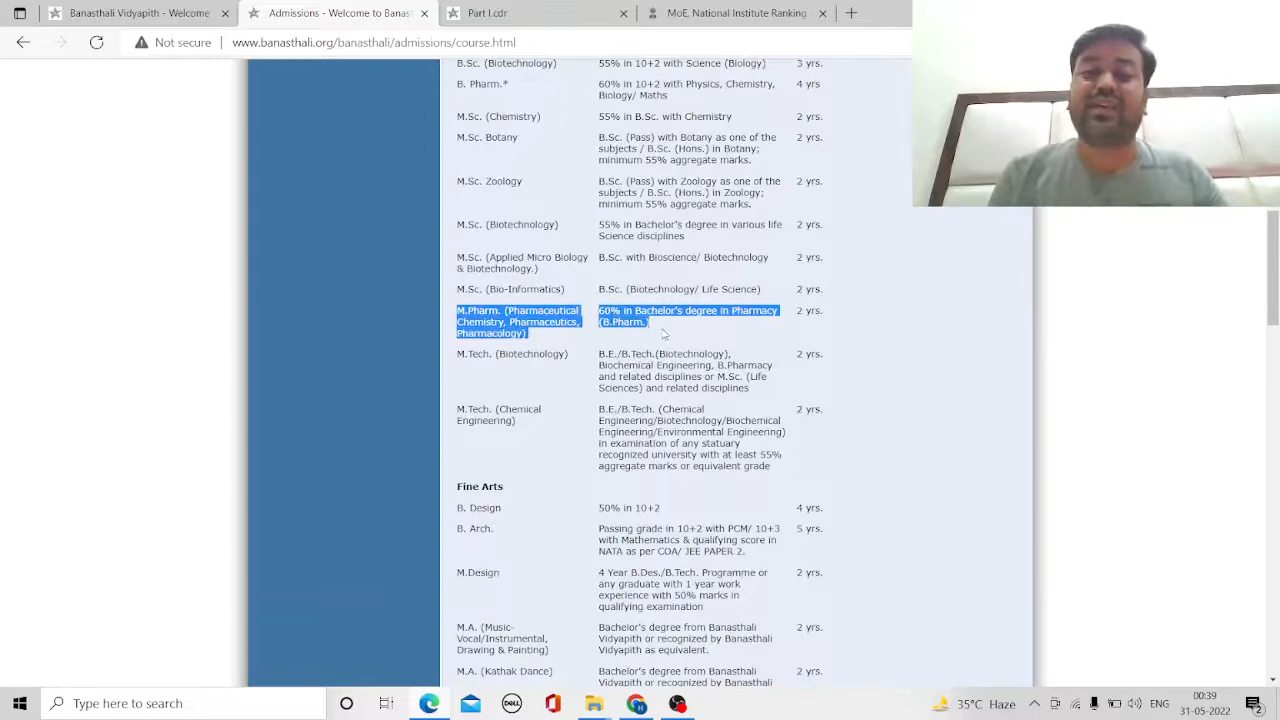 Banasthali Vidyapith - Welcome
Admissions - Welcome to Banas
Part I.cdr
MoE, National Institute Ranking
Not secure
www.banasthali.org/banasthali/admissions/course.html
B.Sc. (Biotechnology) 55% in 10+2 with Science (Biology) 3 yrs.
B. Pharm.* 60% in 10+2 with Physics, Chemistry, 4 yrs
Biology/ Maths
M.Sc. (Chemistry) 55% in B.Sc. with Chemistry 2 yrs.
M.Sc. Botany B.Sc. (Pass) with Botany as one of the 2 yrs.
subjects / B.Sc. (Hons.) in Botany;
minimum 55% aggregate marks.
M.Sc. Zoology B.Sc. (Pass) with Zoology as one of the 2 yrs.
subjects / B.Sc. (Hons.) in Zoology;
minimum 55% aggregate marks.
M.Sc. (Biotechnology) 55% in Bachelor's degree in various life 2 yrs.
Science disciplines
M.Sc. (Applied Micro Biology B.Sc. with Bioscience/ Biotechnology 2 yrs.
& Biotechnology.)
M.Sc. (Bio-Informatics) B.Sc. (Biotechnology/ Life Science) 2 yrs.
M.Pharm. (Pharmaceutical 60% in Bachelor's degree in Pharmacy 2 yrs.
Chemistry, Pharmaceutics, (B.Pharm.)
Pharmacology)
M.Tech. (Biotechnology) B.E./B.Tech.(Biotechnology), 2 yrs.
Biochemical Engineering, B.Pharmacy
and related disciplines or M.Sc. (Life
Sciences) and related disciplines
M.Tech. (Chemical B.E./B.Tech. (Chemical 2 yrs.
Engineering) Engineering/Biotechnology/Biochemical
Engineering/Environmental Engineering)
in examination of any statuary
recognized university with at least 55%
aggregate marks or equivalent grade
Fine Arts
B. Design 50% in 10+2 4 yrs.
B. Arch. Passing grade in 10+2 with PCM/ 10+3 5 yrs.
with Mathematics & qualifying score in
NATA as per COA/ JEE PAPER 2.
M.Design 4 Year B.Des./B.Tech. Programme or 2 yrs.
any graduate with 1 year work
experience with 50% marks in
qualifying examination
M.A. (Music- Bachelor's degree from Banasthali 2 yrs.
Vocal/Instrumental, Vidyapith or recognized by Banasthali
Drawing & Painting) Vidyapith as equivalent.
M.A. (Kathak Dance) Bachelor's degree from Banasthali 2 yrs.
Vidyapith or recognized by Banasthali
Type here to search
DELL
35°C Haze
00:39
31-05-2022
2